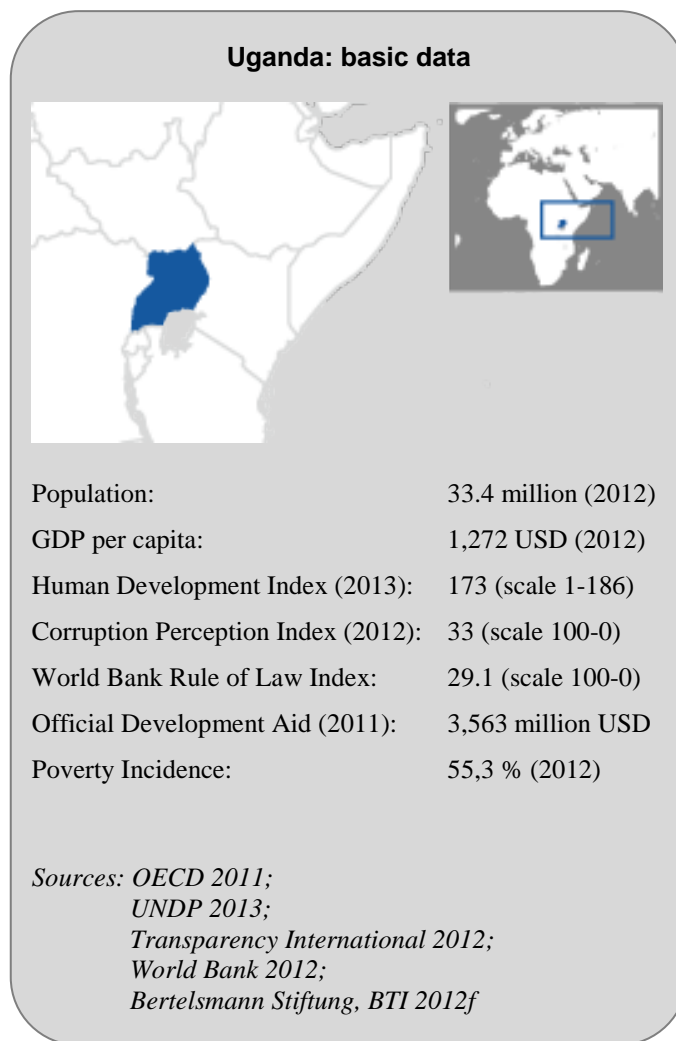 Uganda: basic data
Population: 33.4 million (2012)
GDP per capita: 1,272 USD (2012)
Human Development Index (2013): 173 (scale 1-186)
Corruption Perception Index (2012): 33 (scale 100-0)
World Bank Rule of Law Index: 29.1 (scale 100-0)
Official Development Aid (2011): 3,563 million USD
Poverty Incidence: 55,3 % (2012)
Sources: OECD 2011;
UNDP 2013;
Transparency International 2012;
World Bank 2012;
Bertelsmann Stiftung, BTI 2012f